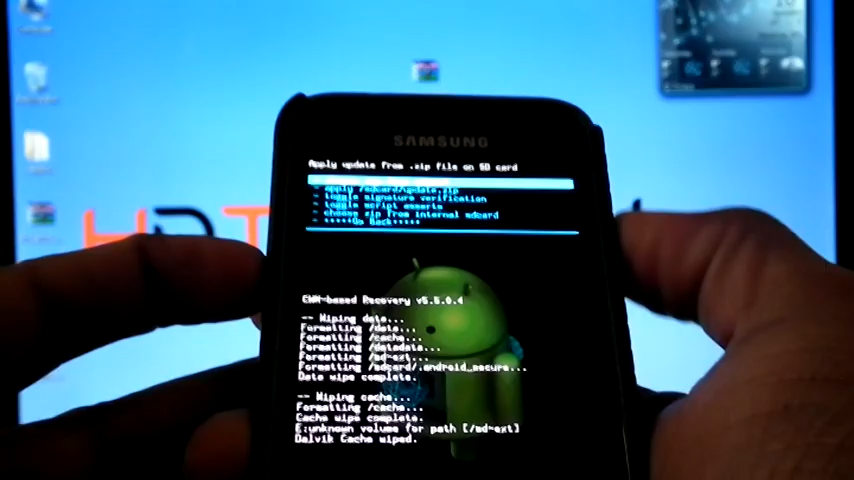 SAMSUNG
Apply update from .zip file on SD card
- apply /sdcard/update.zip
- toggle signature verification
- toggle script asserts
- choose zip from internal sdcard
- +++++Go Back+++++
HDT
CWM-based Recovery v5.5.0.4
-- Wiping data...
Formatting /data...
Formatting /cache...
Formatting /datadata...
Formatting /sd-ext...
Formatting /sdcard/.android_secure...
Data wipe complete.
-- Wiping cache...
Formatting /cache...
Cache wipe complete.
E:unknown volume for path [/sd-ext]
Dalvik Cache wiped.